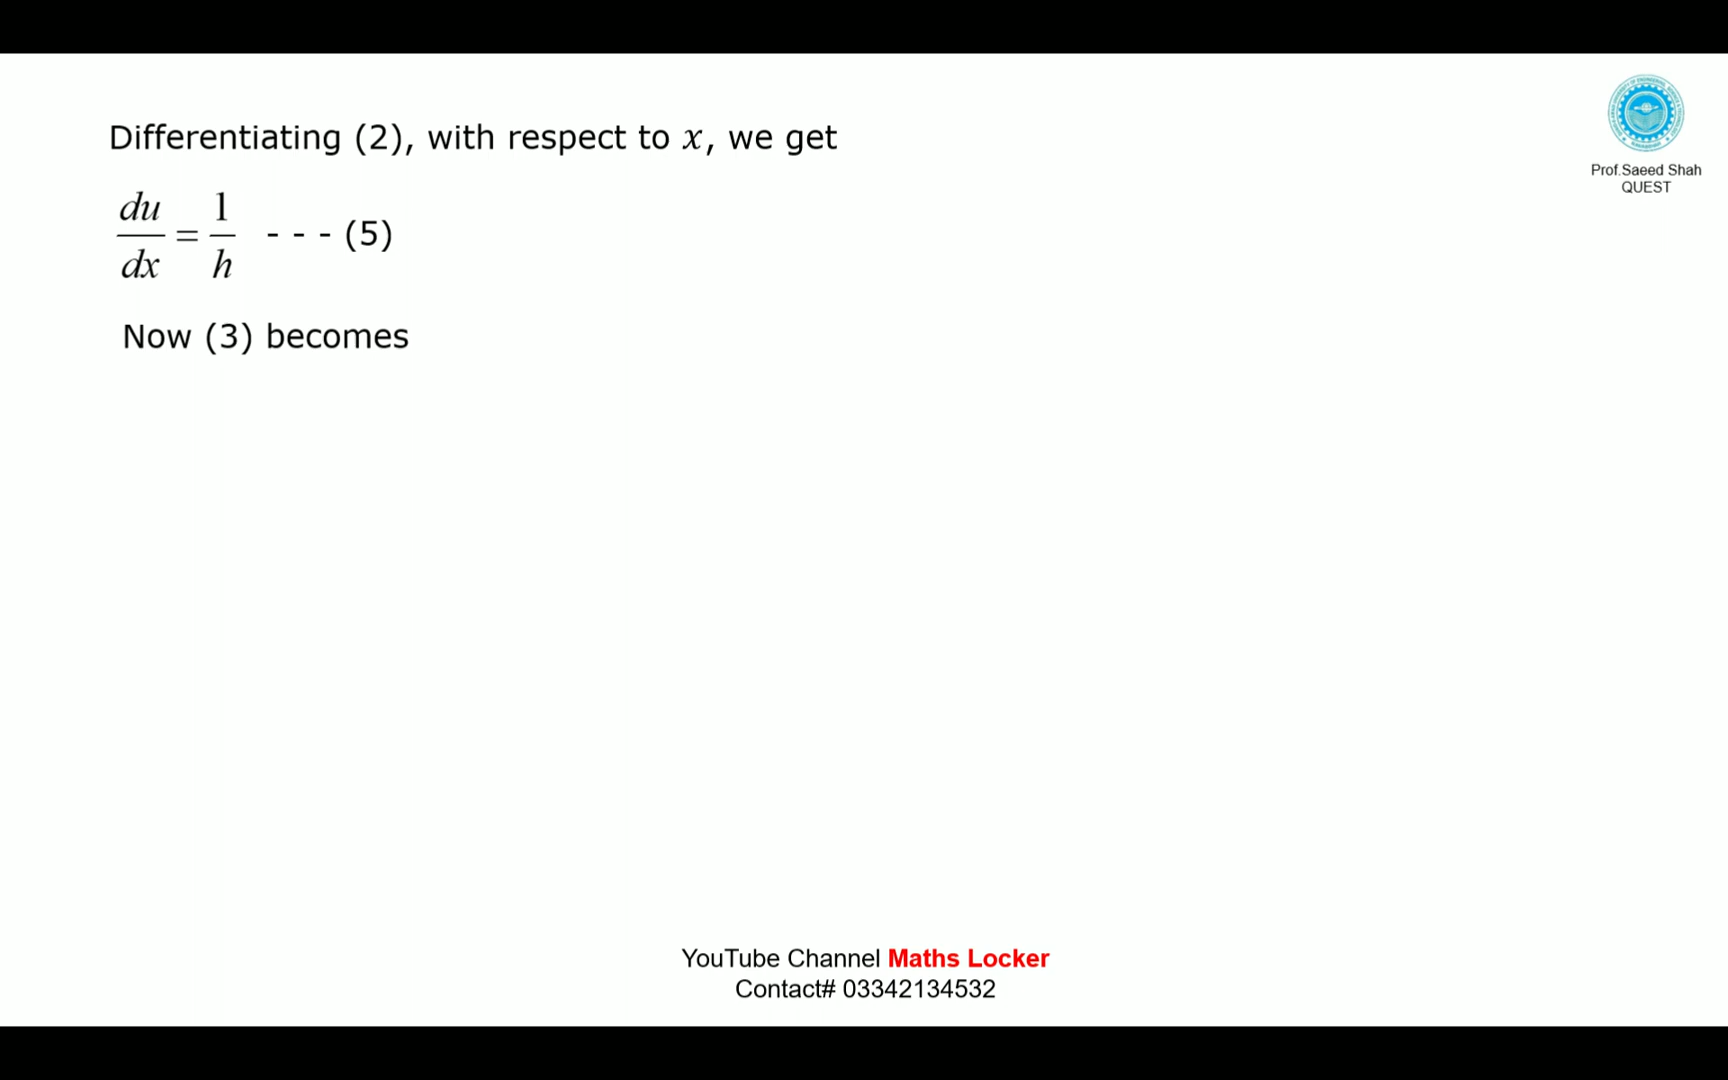 Differentiating (2), with respect to x, we get
du/dx = 1/h - - - (5)
Now (3) becomes
Prof.Saeed Shah
QUEST
YouTube Channel Maths Locker
Contact# 03342134532